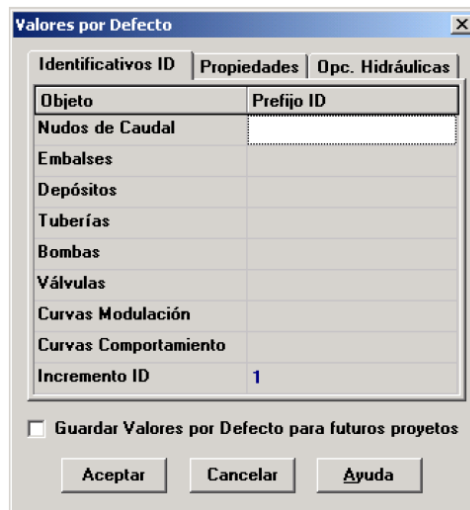 Valores por Defecto
Identificativos ID Propiedades Opc. Hidráulicas
Objeto Prefijo ID
Nudos de Caudal
Embalses
Depósitos
Tuberías
Bombas
Válvulas
Curvas Modulación
Curvas Comportamiento
Incremento ID 1
Guardar Valores por Defecto para futuros proyetos
Aceptar Cancelar Ayuda